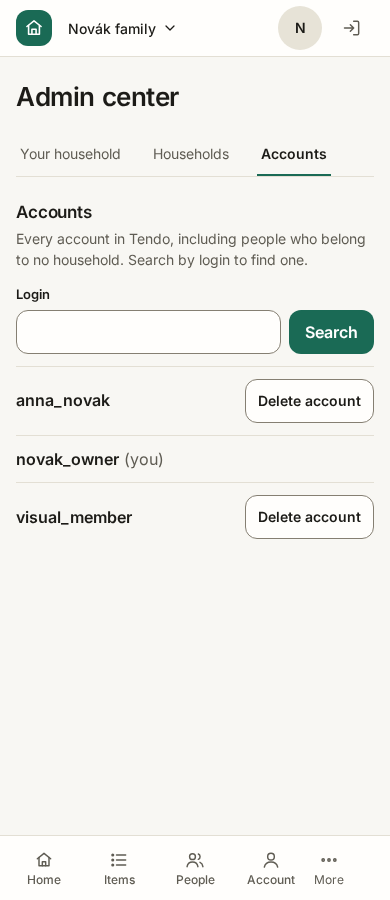 Novák family
N
Admin center
Your household
Households
Accounts
Accounts
Every account in Tendo, including people who belong
to no household. Search by login to find one.
Login
Search
anna_novak
Delete account
novak_owner (you)
visual_member
Delete account
Home
Items
People
Account
More